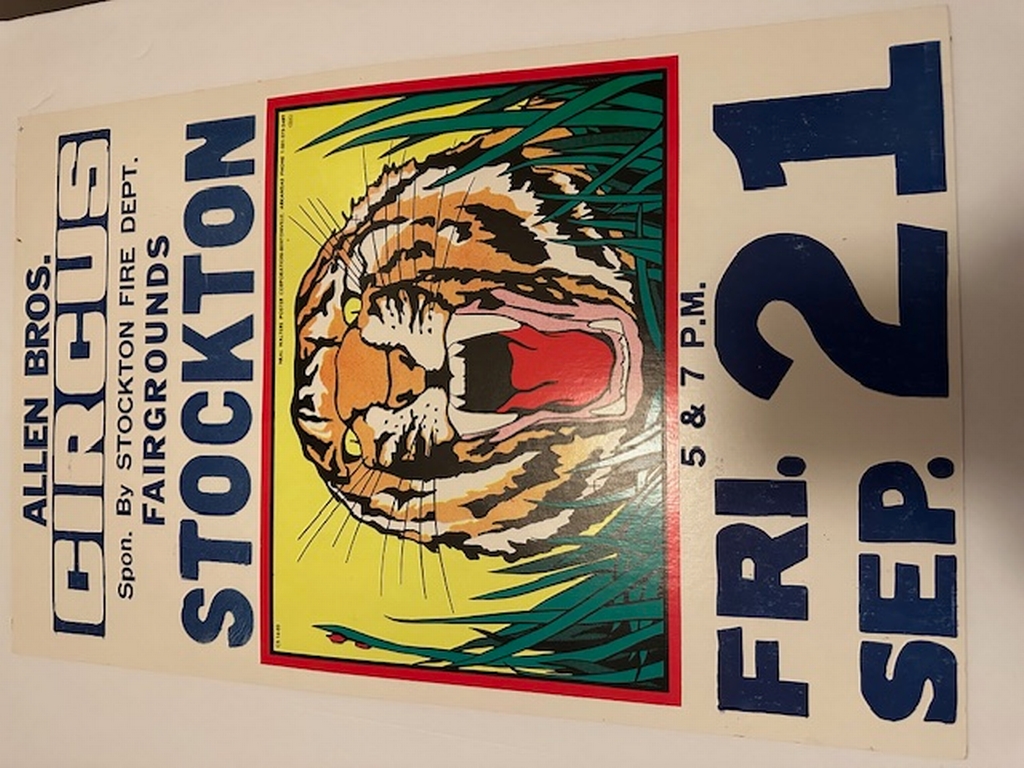 ALLEN BROS.
CIRCUS
Spon. By STOCKTON FIRE DEPT.
FAIRGROUNDS
STOCKTON
5 & 7 P.M.
FRI.
SEP. 21